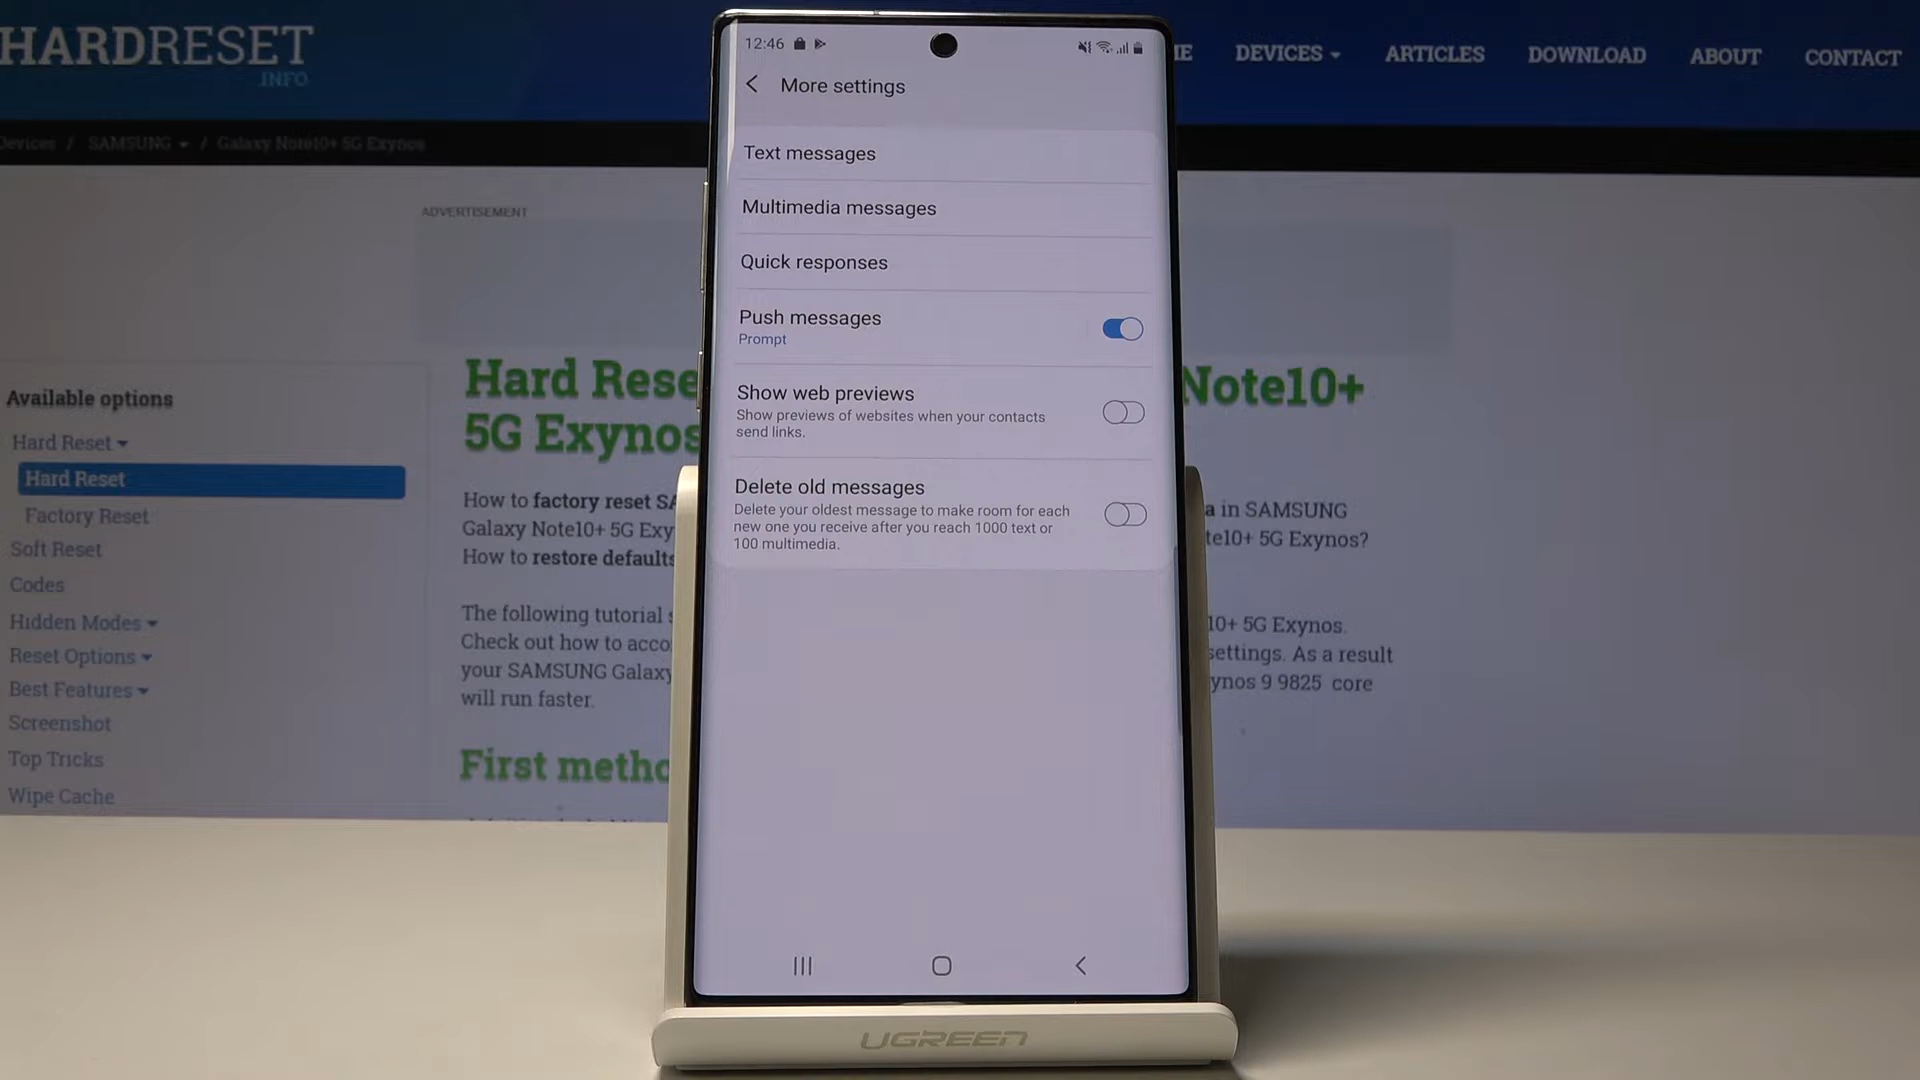 HARDRESET
.INFO
DEVICES
ARTICLES
DOWNLOAD
ABOUT
CONTACT
Devices / SAMSUNG / Galaxy Note10+ 5G Exynos
ADVERTISEMENT
Available options
Hard Reset
Hard Reset
Factory Reset
Soft Reset
Codes
Hidden Modes
Reset Options
Best Features
Screenshot
Top Tricks
Wipe Cache
Hard Rese
Note10+
5G Exynos
How to factory reset SA
a in SAMSUNG
Galaxy Note10+ 5G Exy
te10+ 5G Exynos?
How to restore defaults
The following tutorial s
10+ 5G Exynos.
Check out how to acco
settings. As a result
your SAMSUNG Galaxy
ynos 9 9825 core
will run faster.
First metho
12:46
More settings
Text messages
Multimedia messages
Quick responses
Push messages
Prompt
Show web previews
Show previews of websites when your contacts
send links.
Delete old messages
Delete your oldest message to make room for each
new one you receive after you reach 1000 text or
100 multimedia.
UGREEN